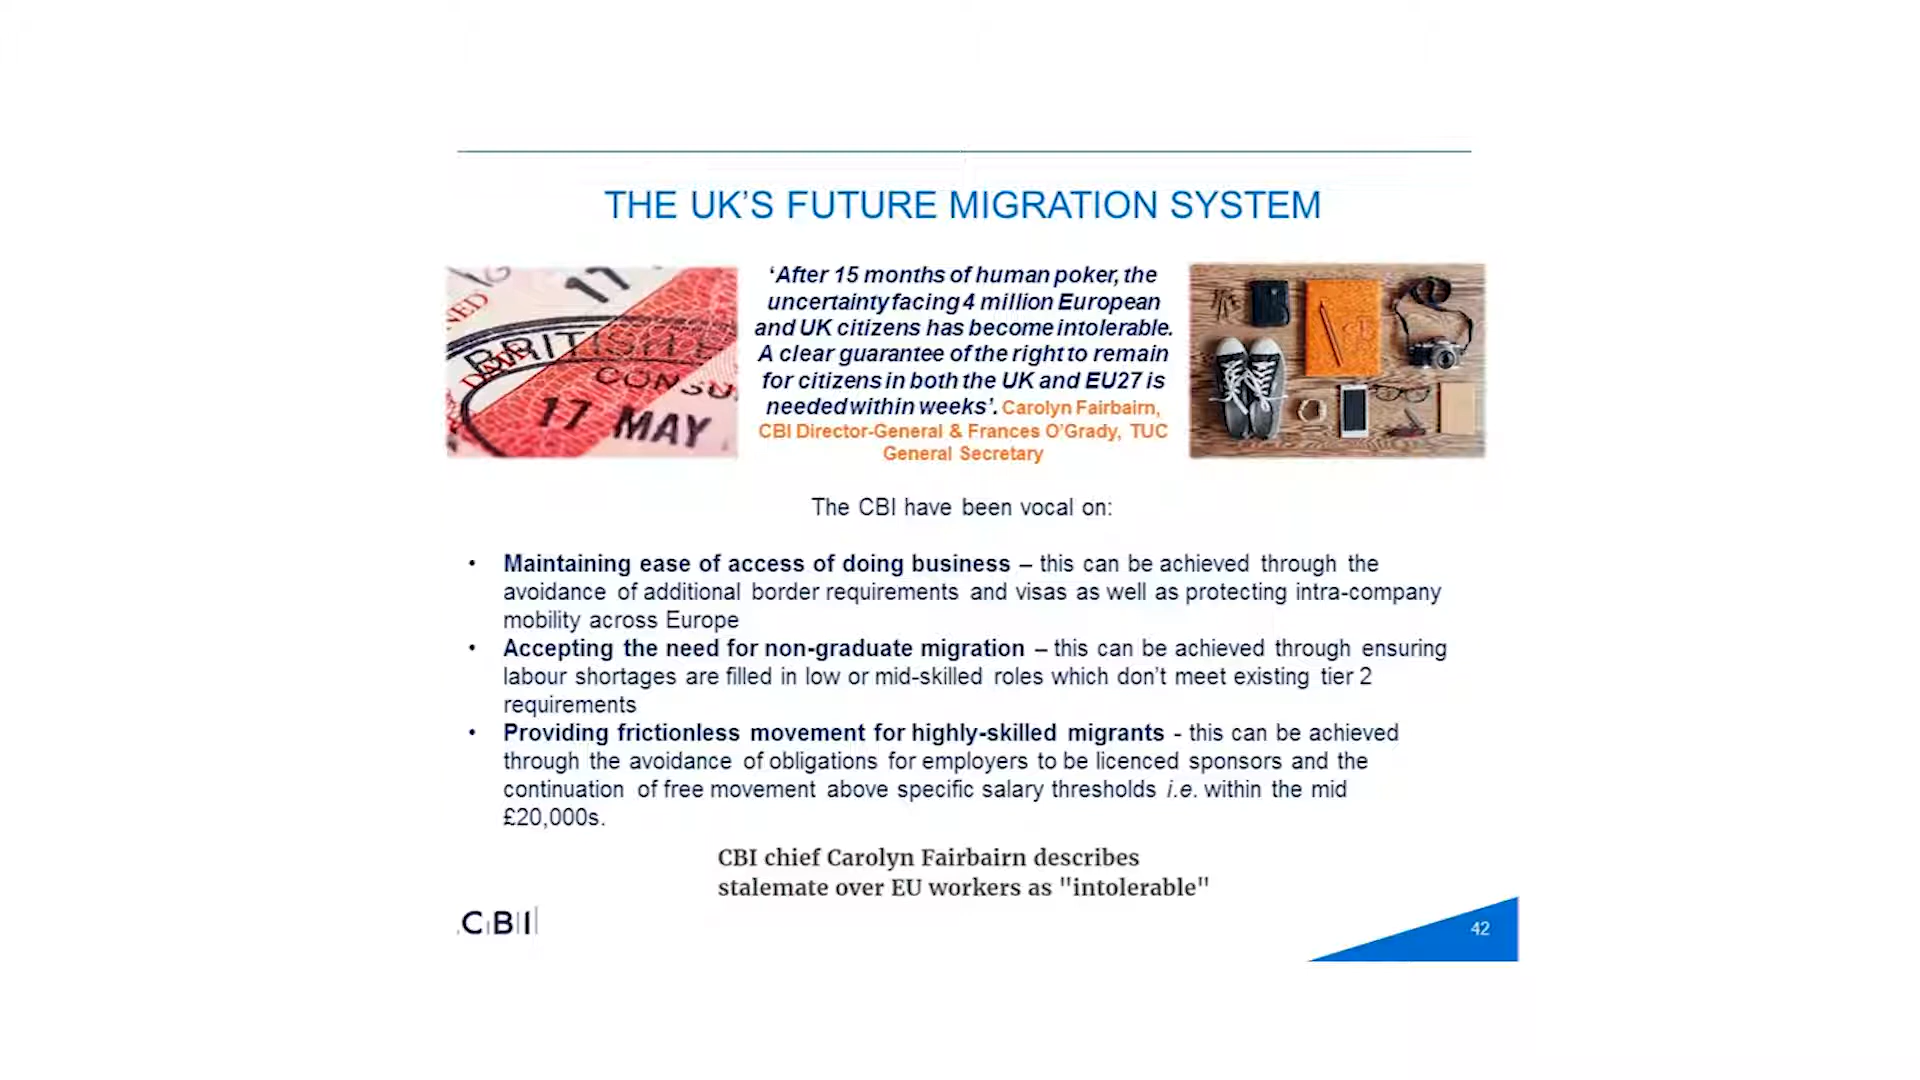 THE UK’S FUTURE MIGRATION SYSTEM
17
NED
BRITISH
CONSU
17 MAY
‘After 15 months of human poker, the
uncertainty facing 4 million European
and UK citizens has become intolerable.
A clear guarantee of the right to remain
for citizens in both the UK and EU27 is
needed within weeks’. Carolyn Fairbairn,
CBI Director-General & Frances O’Grady, TUC
General Secretary
The CBI have been vocal on:
• Maintaining ease of access of doing business – this can be achieved through the
avoidance of additional border requirements and visas as well as protecting intra-company
mobility across Europe
• Accepting the need for non-graduate migration – this can be achieved through ensuring
labour shortages are filled in low or mid-skilled roles which don’t meet existing tier 2
requirements
• Providing frictionless movement for highly-skilled migrants - this can be achieved
through the avoidance of obligations for employers to be licenced sponsors and the
continuation of free movement above specific salary thresholds i.e. within the mid
£20,000s.
CBI chief Carolyn Fairbairn describes
stalemate over EU workers as "intolerable"
CBI
42